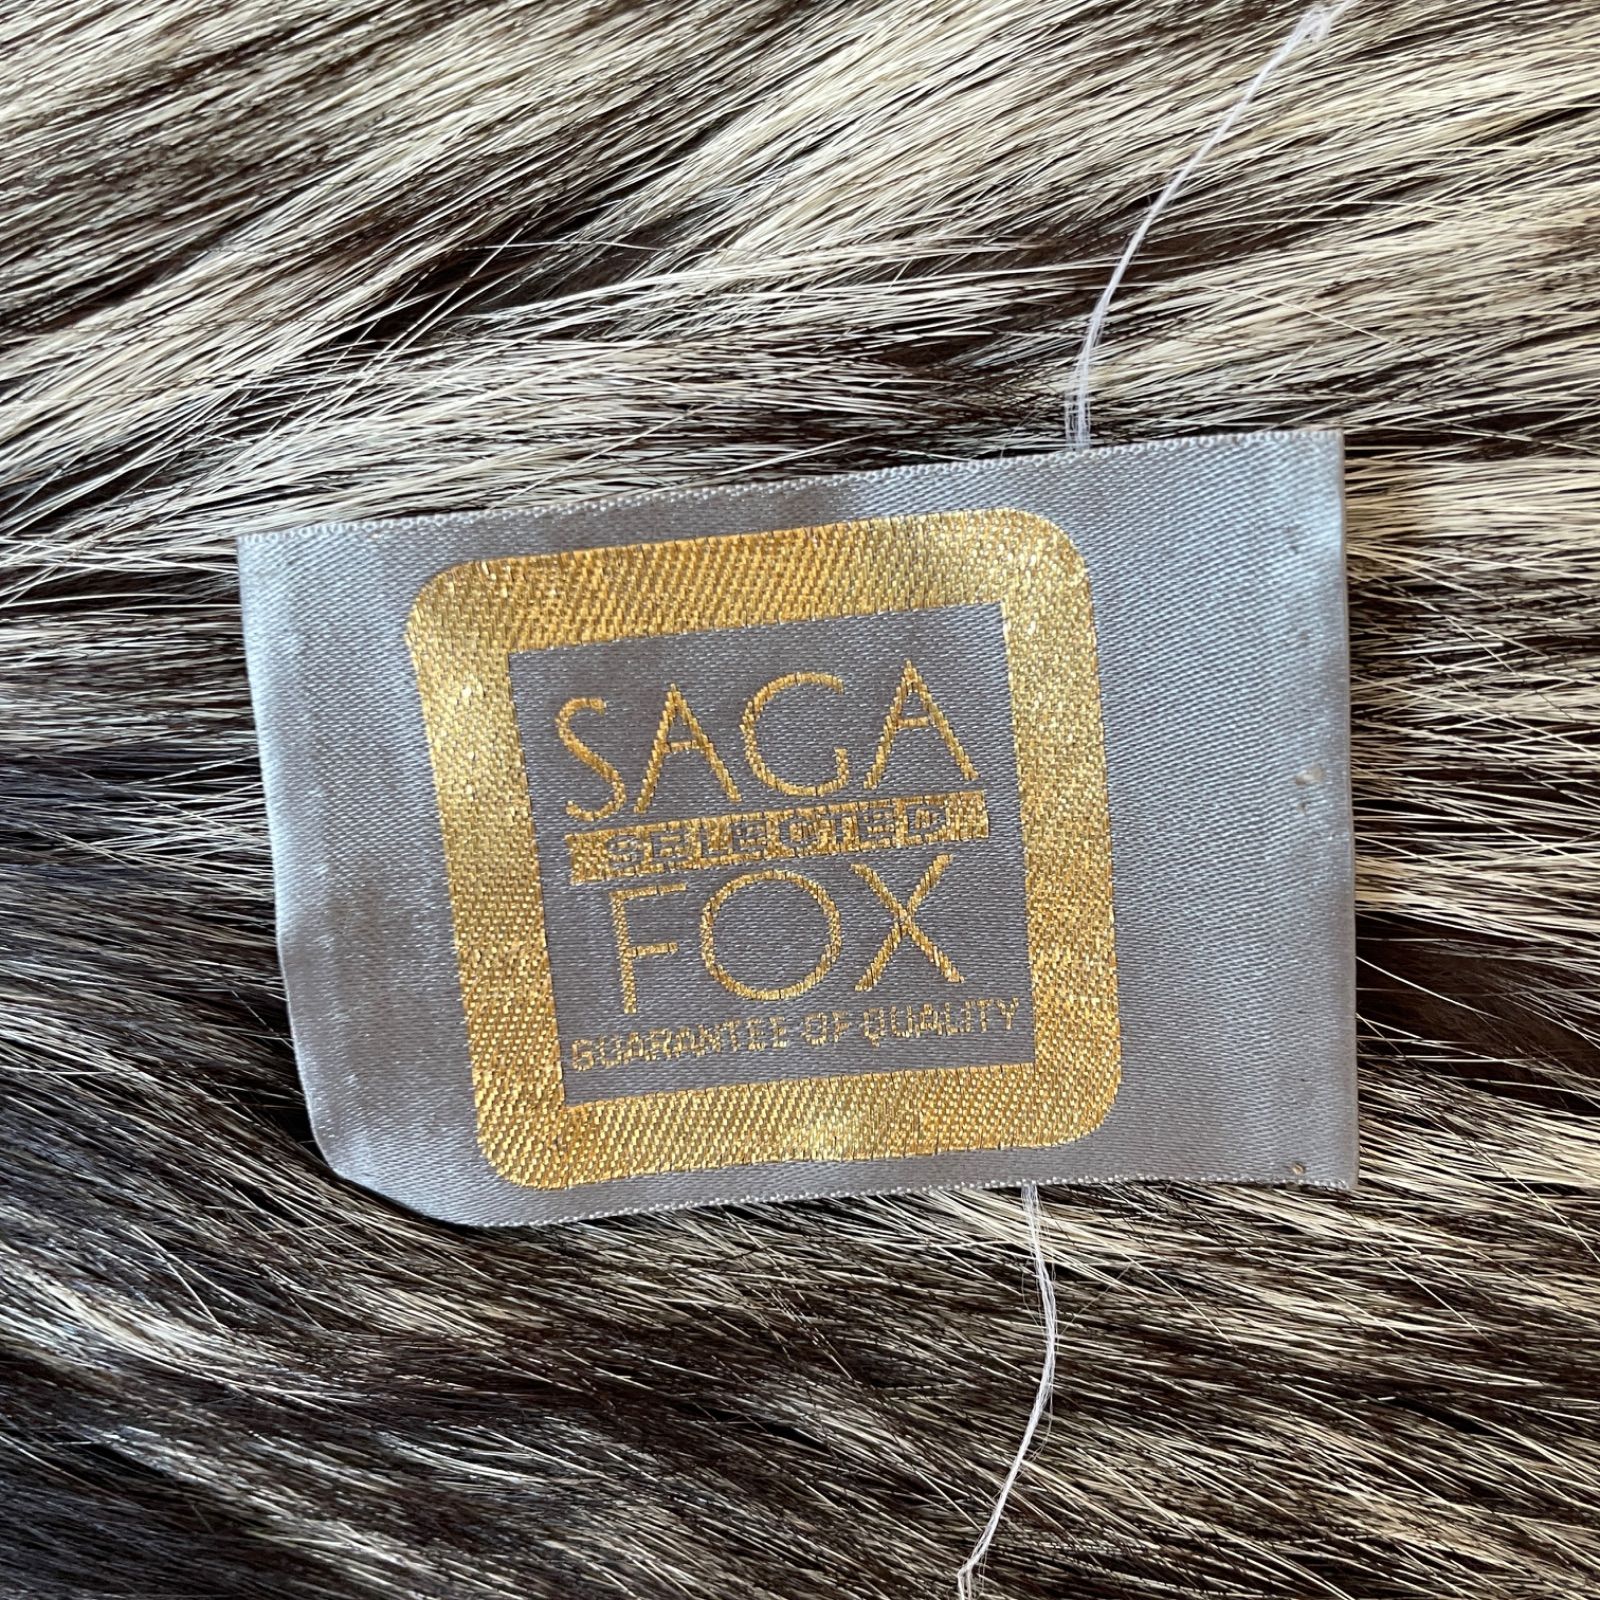 SAGA
SELECTED
FOX
GUARANTEE OF QUALITY